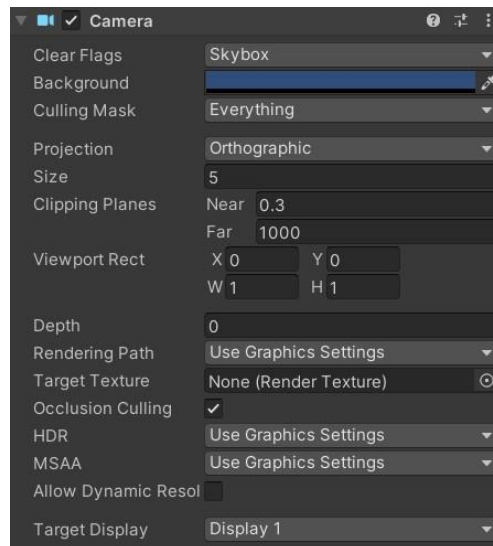 Camera
Clear Flags Skybox
Background
Culling Mask Everything
Projection Orthographic
Size 5
Clipping Planes Near 0.3
Far 1000
Viewport Rect X 0 Y 0
W 1 H 1
Depth 0
Rendering Path Use Graphics Settings
Target Texture None (Render Texture)
Occlusion Culling
HDR Use Graphics Settings
MSAA Use Graphics Settings
Allow Dynamic Resol
Target Display Display 1